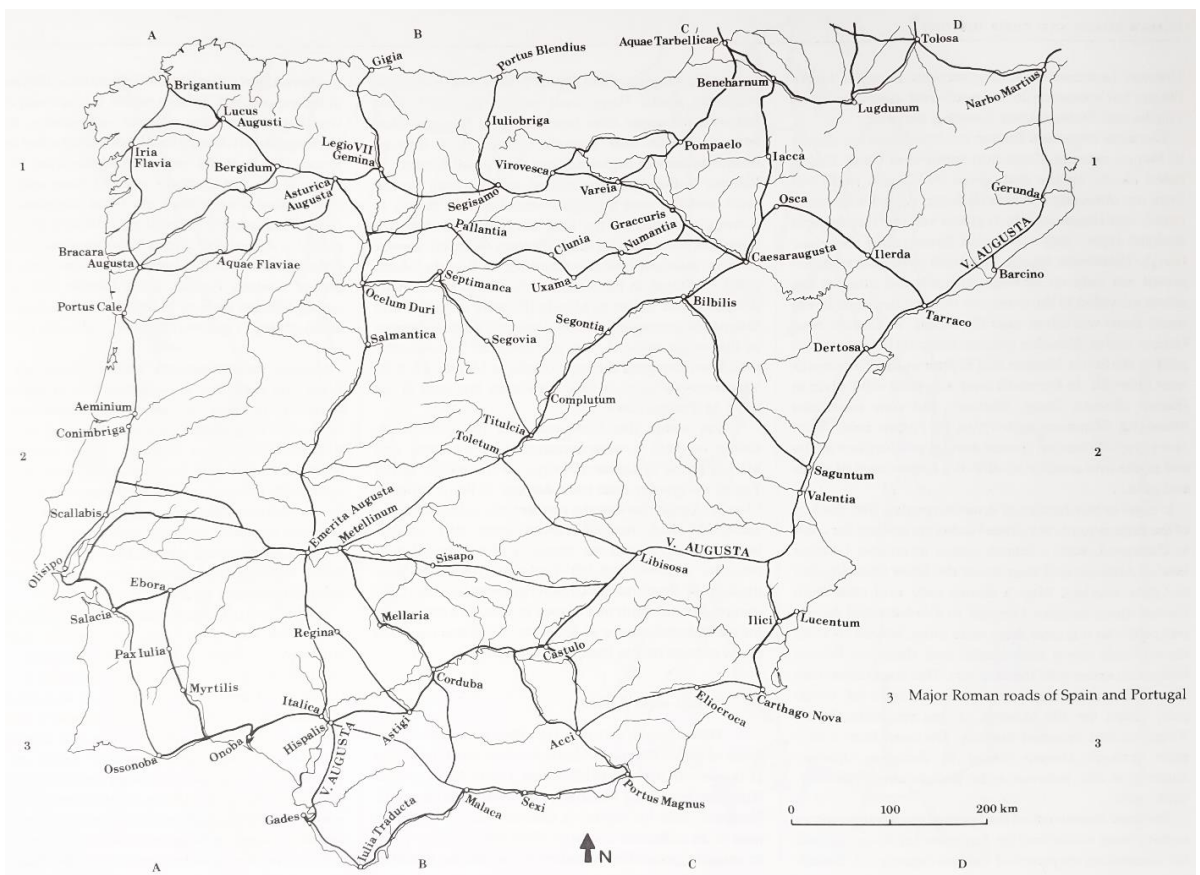 A
B
C
D
Aquae Tarbellicae
Tolosa
Gigia
Portus Blendius
Brigantium
Bencharnum
Narbo Martius
Lugdunum
Lucus
Augusti
Iuliobriga
Iria
Flavia
Legio VII
Gemina
Pompaelo
Iacca
1
Bergidum
Virovesca
1
Asturica
Augusta
Segisamo
Vareia
Gerunda
Osca
Graccuris
Pallantia
Clunia
Numantia
V. AUGUSTA
Bracara
Augusta
Aquae Flaviae
Caesaraugusta
Ilerda
Barcino
Septimanca
Uxama
Ocelum Duri
Portus Cale
Bilbilis
Tarraco
Segontia
Salmantica
Segovia
Dertosa
Complutum
Aeminium
Titulcia
Conimbriga
Toletum
2
2
Saguntum
Valentia
Scallabis
Emerita Augusta
Metellinum
V. AUGUSTA
Sisapo
Libisosa
Olisipo
Ebora
Salacia
Mellaria
Ilici
Lucentum
Regina
Pax Iulia
Castulo
Corduba
Myrtilis
Eliocroca
Carthago Nova
3 Major Roman roads of Spain and Portugal
Italica
Hispalis
Astigi
Onoba
Acci
3
3
Ossonoba
V. AUGUSTA
Portus Magnus
Malaca
Sexi
Gades
Iulia Traducta
0 100 200 km
N
A
B
C
D